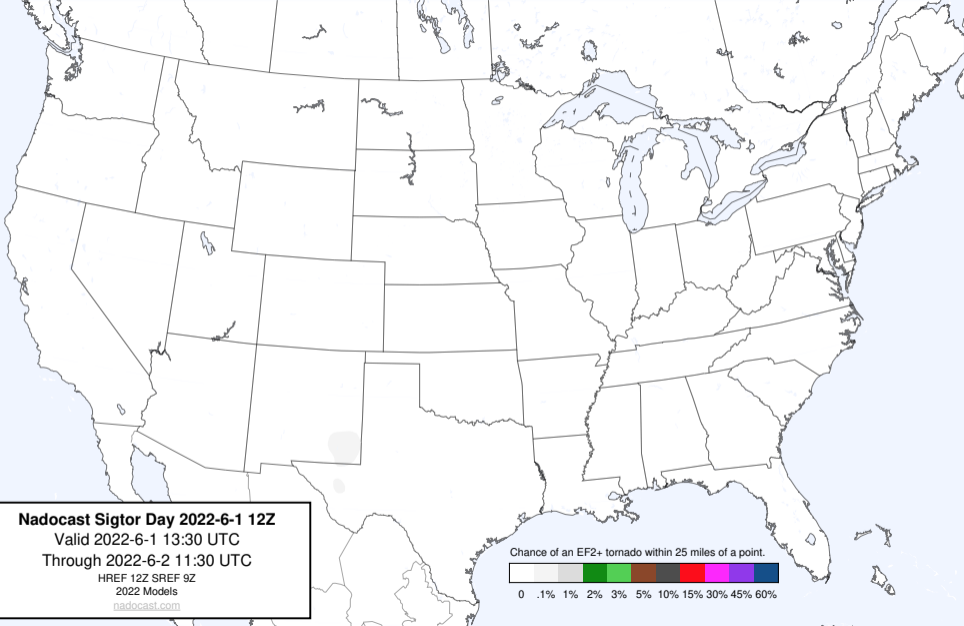 Nadocast Sigtor Day 2022-6-1 12Z
Valid 2022-6-1 13:30 UTC
Through 2022-6-2 11:30 UTC
HREF 12Z SREF 9Z
2022 Models
nadocast.com
Chance of an EF2+ tornado within 25 miles of a point.
0 .1% 1% 2% 3% 5% 10% 15% 30% 45% 60%